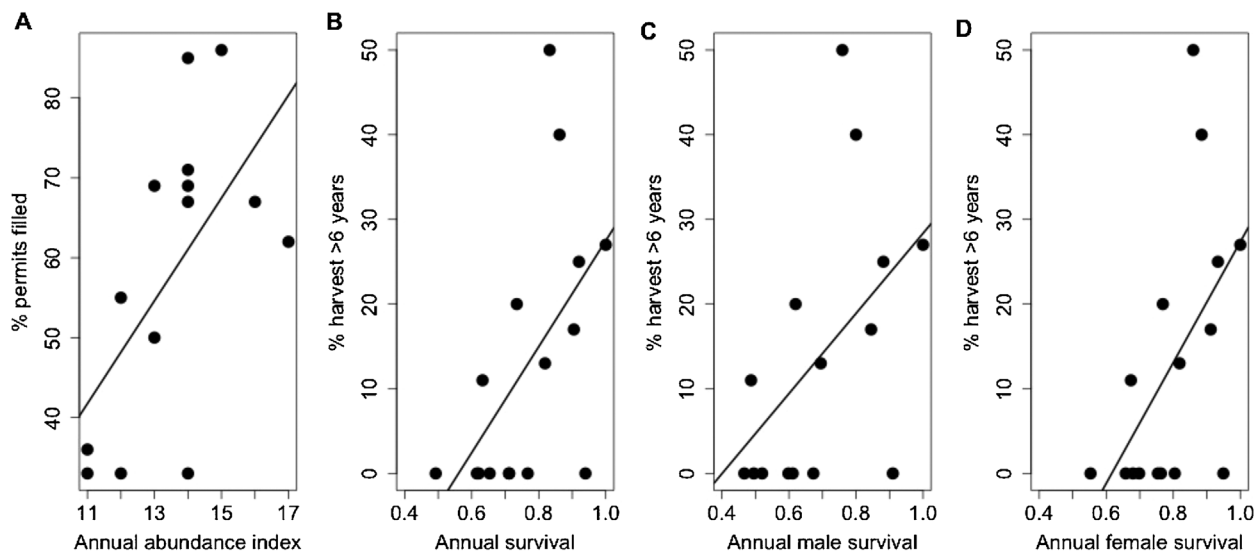 A
% permits filled
80
70
60
50
40
11 13 15 17
Annual abundance index
B
% harvest >6 years
50
40
30
20
10
0
0.4 0.6 0.8 1.0
Annual survival
C
% harvest >6 years
50
40
30
20
10
0
0.4 0.6 0.8 1.0
Annual male survival
D
% harvest >6 years
50
40
30
20
10
0
0.4 0.6 0.8 1.0
Annual female survival